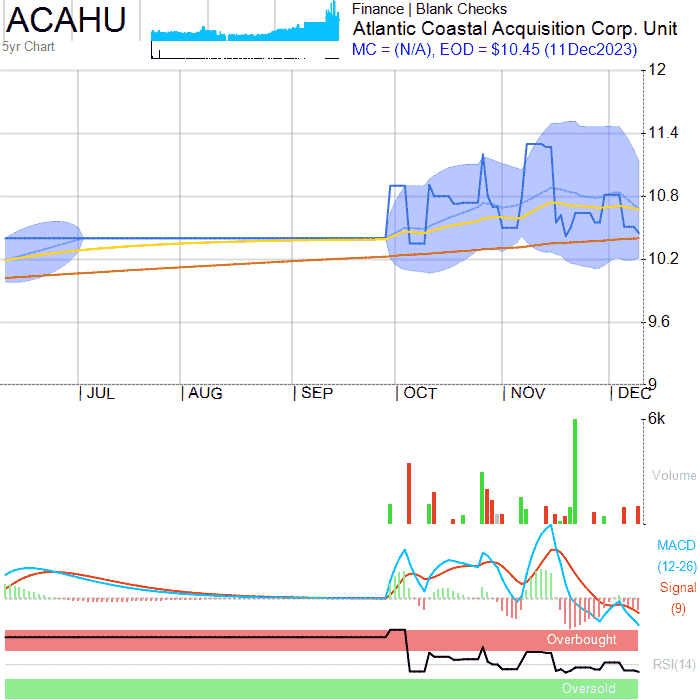 ACAHU
5yr Chart
Finance | Blank Checks
Atlantic Coastal Acquisition Corp. Unit
MC = (N/A), EOD = $10.45 (11Dec2023)
12
11.4
10.8
10.2
9.6
9
| JUL | AUG | SEP | OCT | NOV | DEC
6k
Volume
MACD
(12-26)
Signal
(9)
Overbought
RSI(14)
Oversold